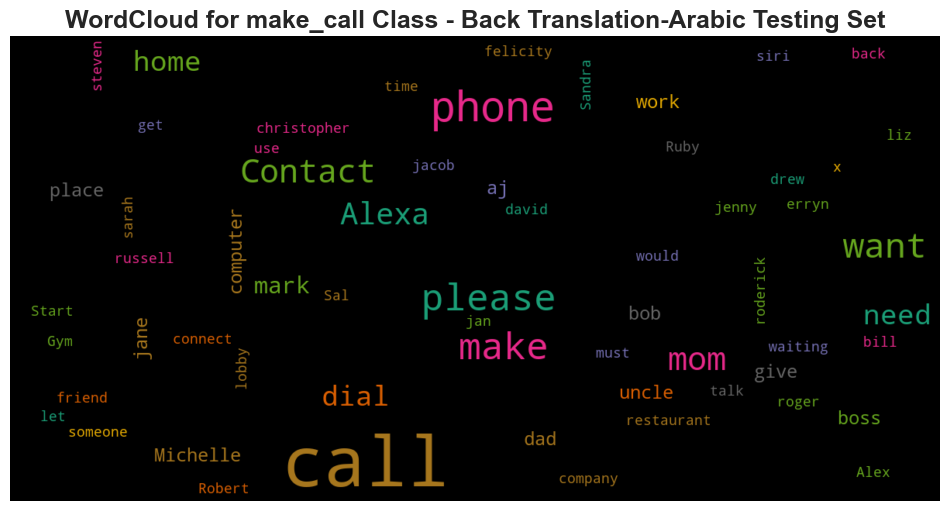 WordCloud for make_call Class - Back Translation-Arabic Testing Set
steven
home
felicity
Sandra
siri
back
time
phone
work
get
christopher
use
liz
Ruby
Contact
jacob
x
place
aj
drew
sarah
Alexa
david
jenny
erryn
computer
want
russell
would
roderick
mark
Sal
please
Start
jan
bob
need
Gym
jane
connect
lobby
make
must
mom
waiting
bill
give
friend
dial
uncle
talk
roger
let
someone
restaurant
boss
Michelle
call
dad
Robert
company
Alex